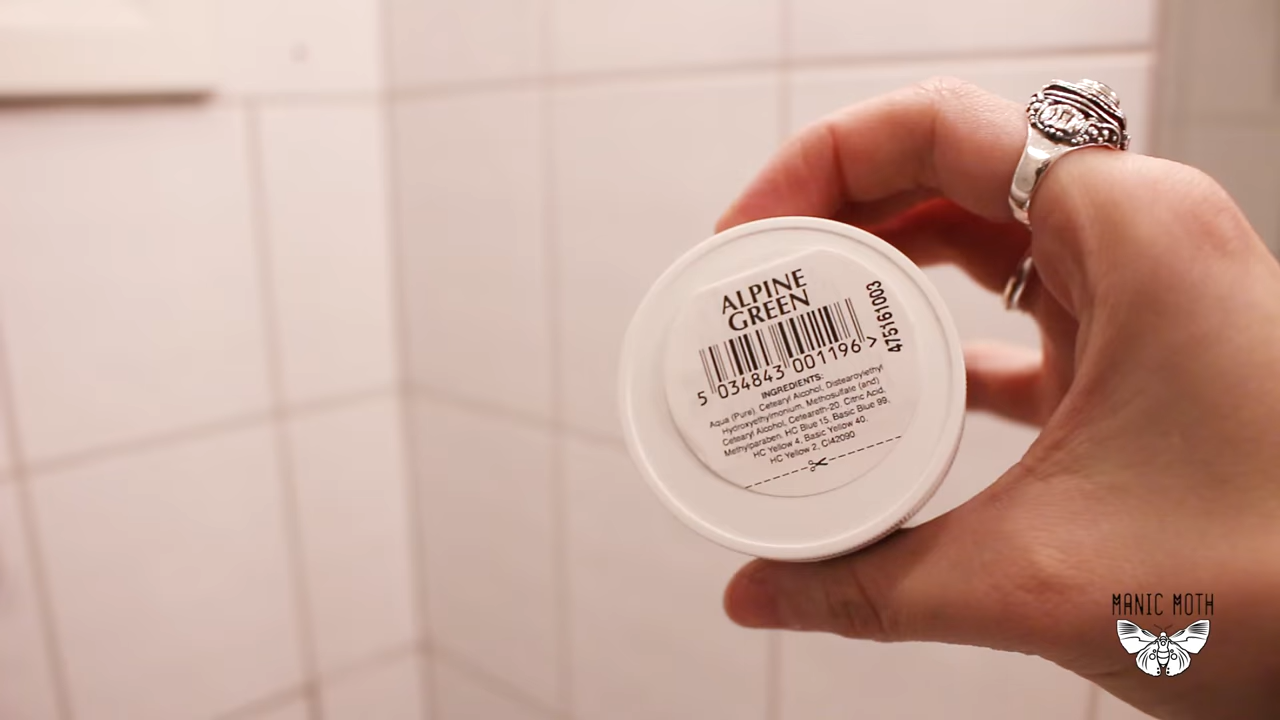 ALPINE
GREEN
5 034843 001196 >
475161003
INGREDIENTS:
Aqua (Pure), Cetearyl Alcohol, Distearoylethyl
Hydroxyethylmonium, Methosulfate (and)
Cetearyl Alcohol, Ceteareth-20, Citric Acid,
Methylparaben, HC Blue 15, Basic Blue 99,
HC Yellow 4, Basic Yellow 40,
HC Yellow 2, CI42090
MANIC MOTH